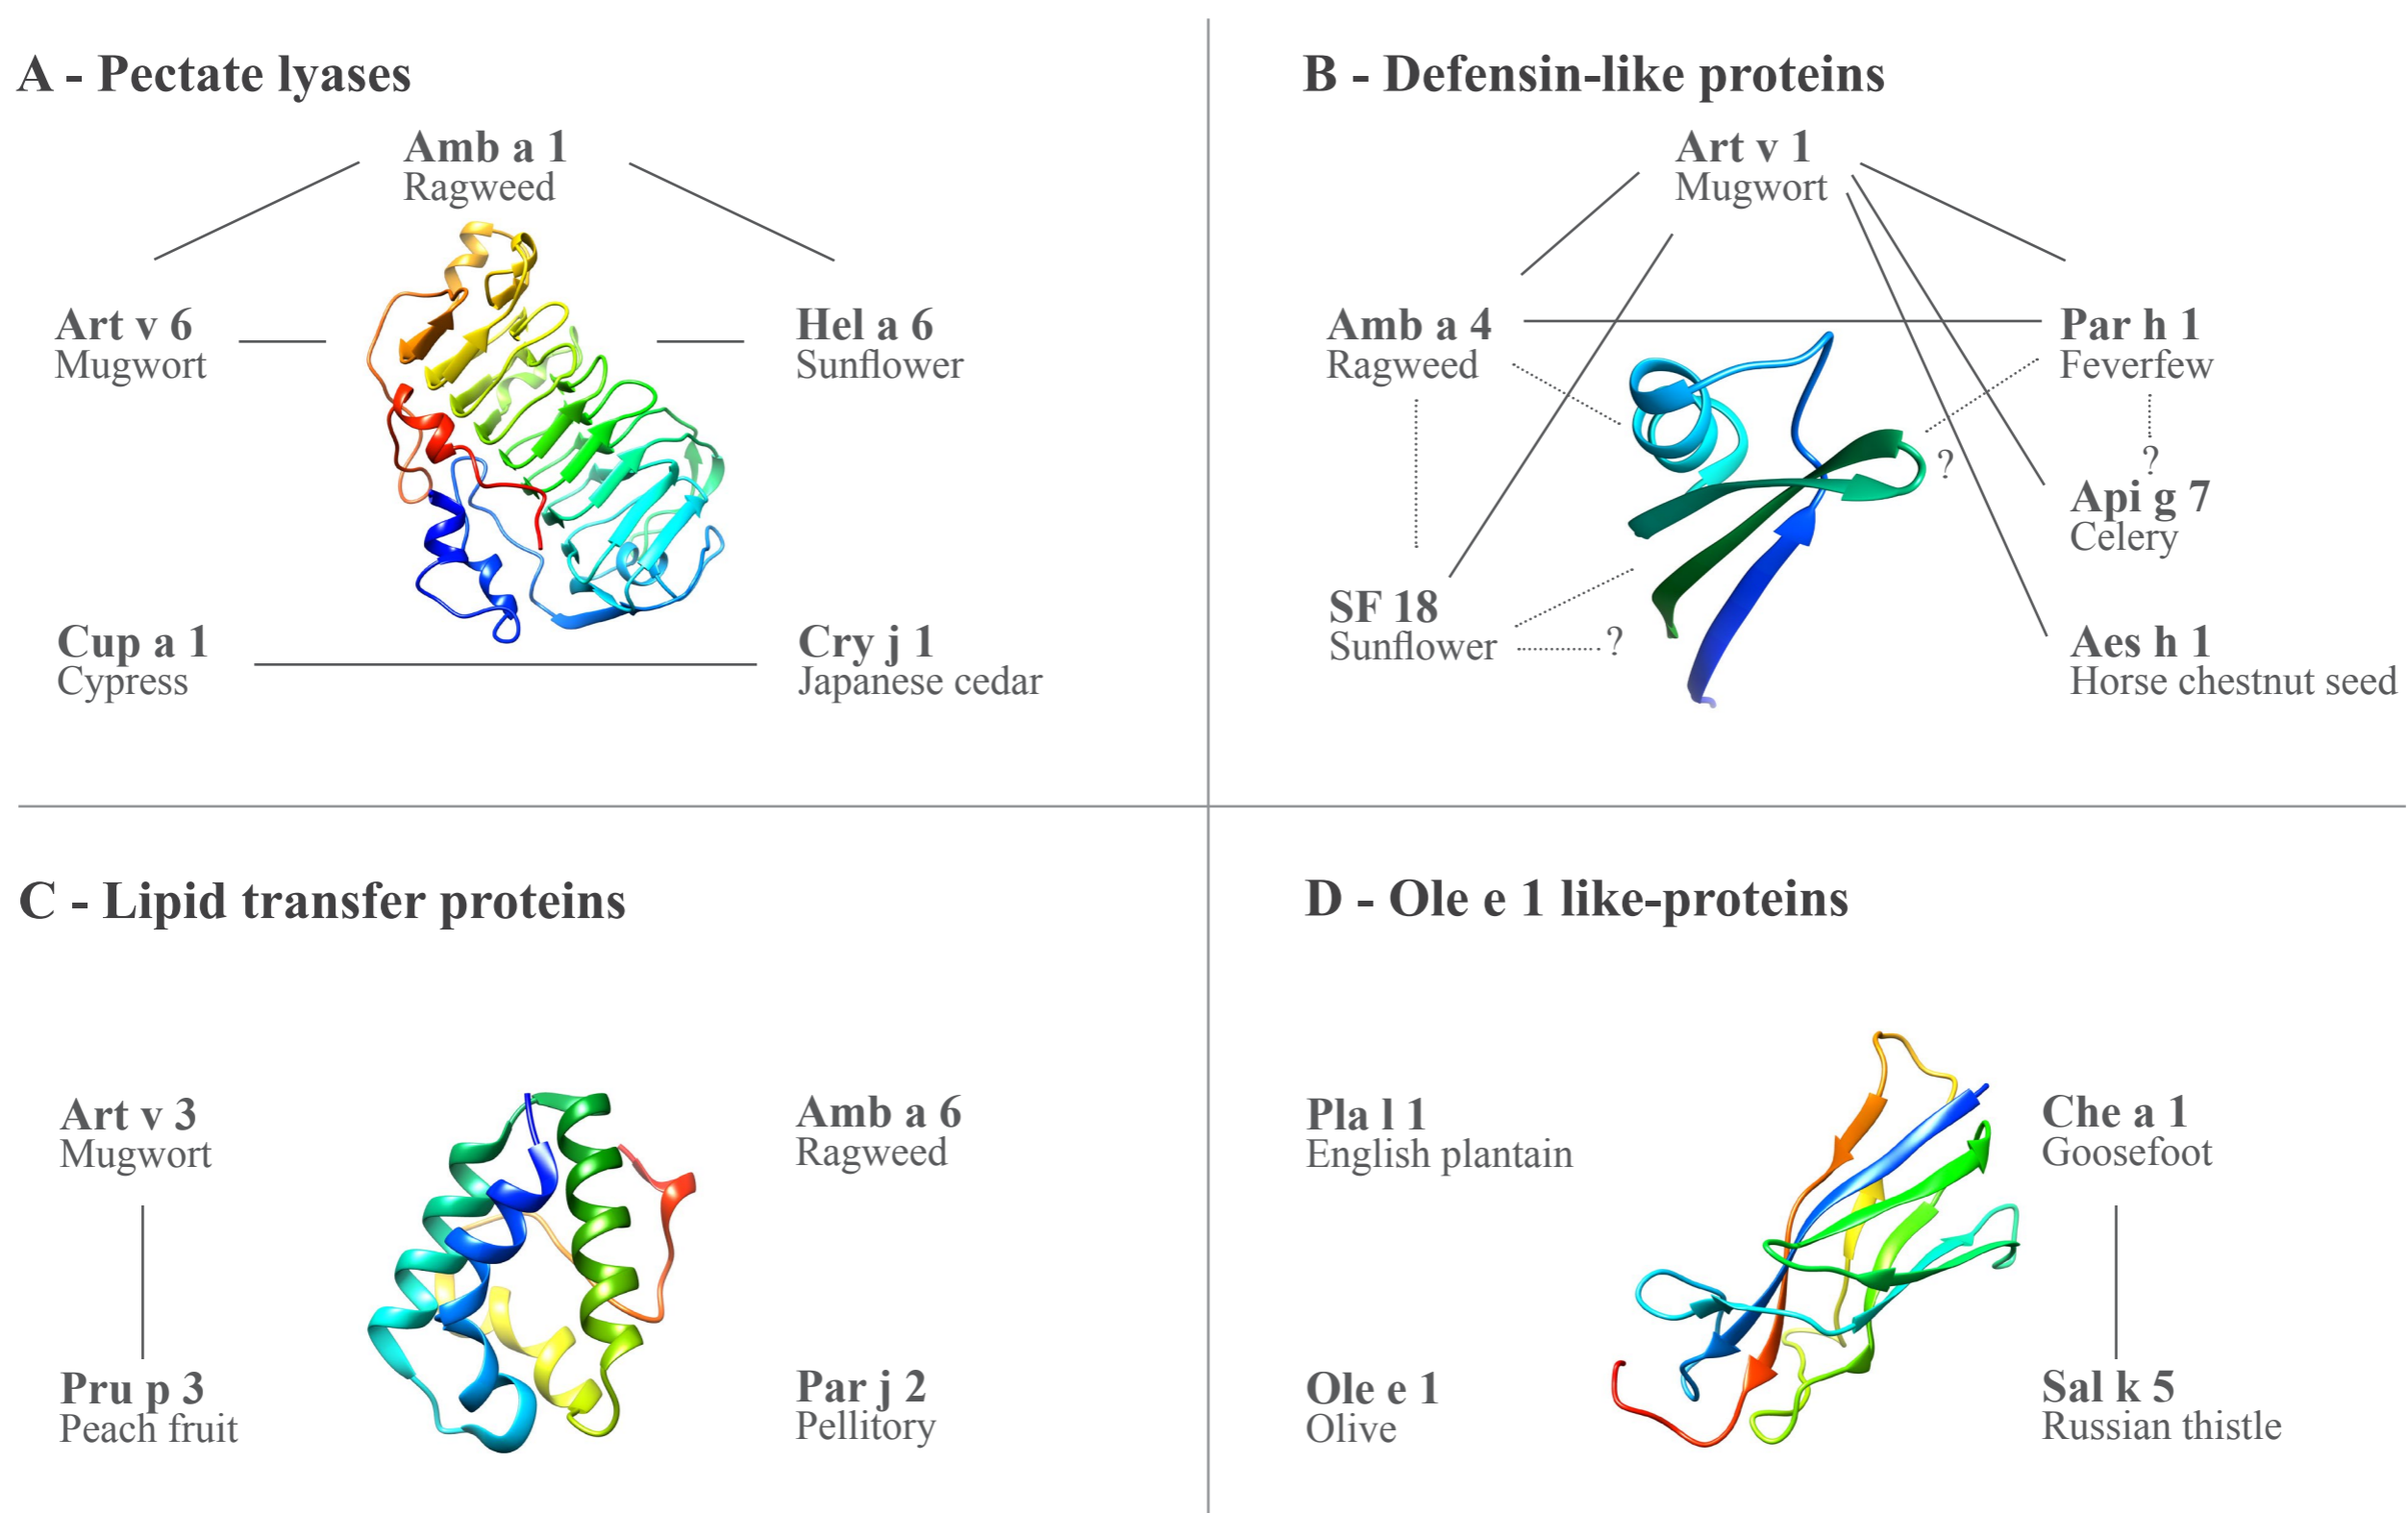 A - Pectate lyases
Amb a 1
Ragweed
Art v 6
Mugwort
Hel a 6
Sunflower
Cup a 1
Cypress
Cry j 1
Japanese cedar
B - Defensin-like proteins
Art v 1
Mugwort
Amb a 4
Ragweed
Par h 1
Feverfew
?
?
Api g 7
Celery
SF 18
Sunflower
?
Aes h 1
Horse chestnut seed
C - Lipid transfer proteins
Art v 3
Mugwort
Amb a 6
Ragweed
Pru p 3
Peach fruit
Par j 2
Pellitory
D - Ole e 1 like-proteins
Pla l 1
English plantain
Che a 1
Goosefoot
Ole e 1
Olive
Sal k 5
Russian thistle